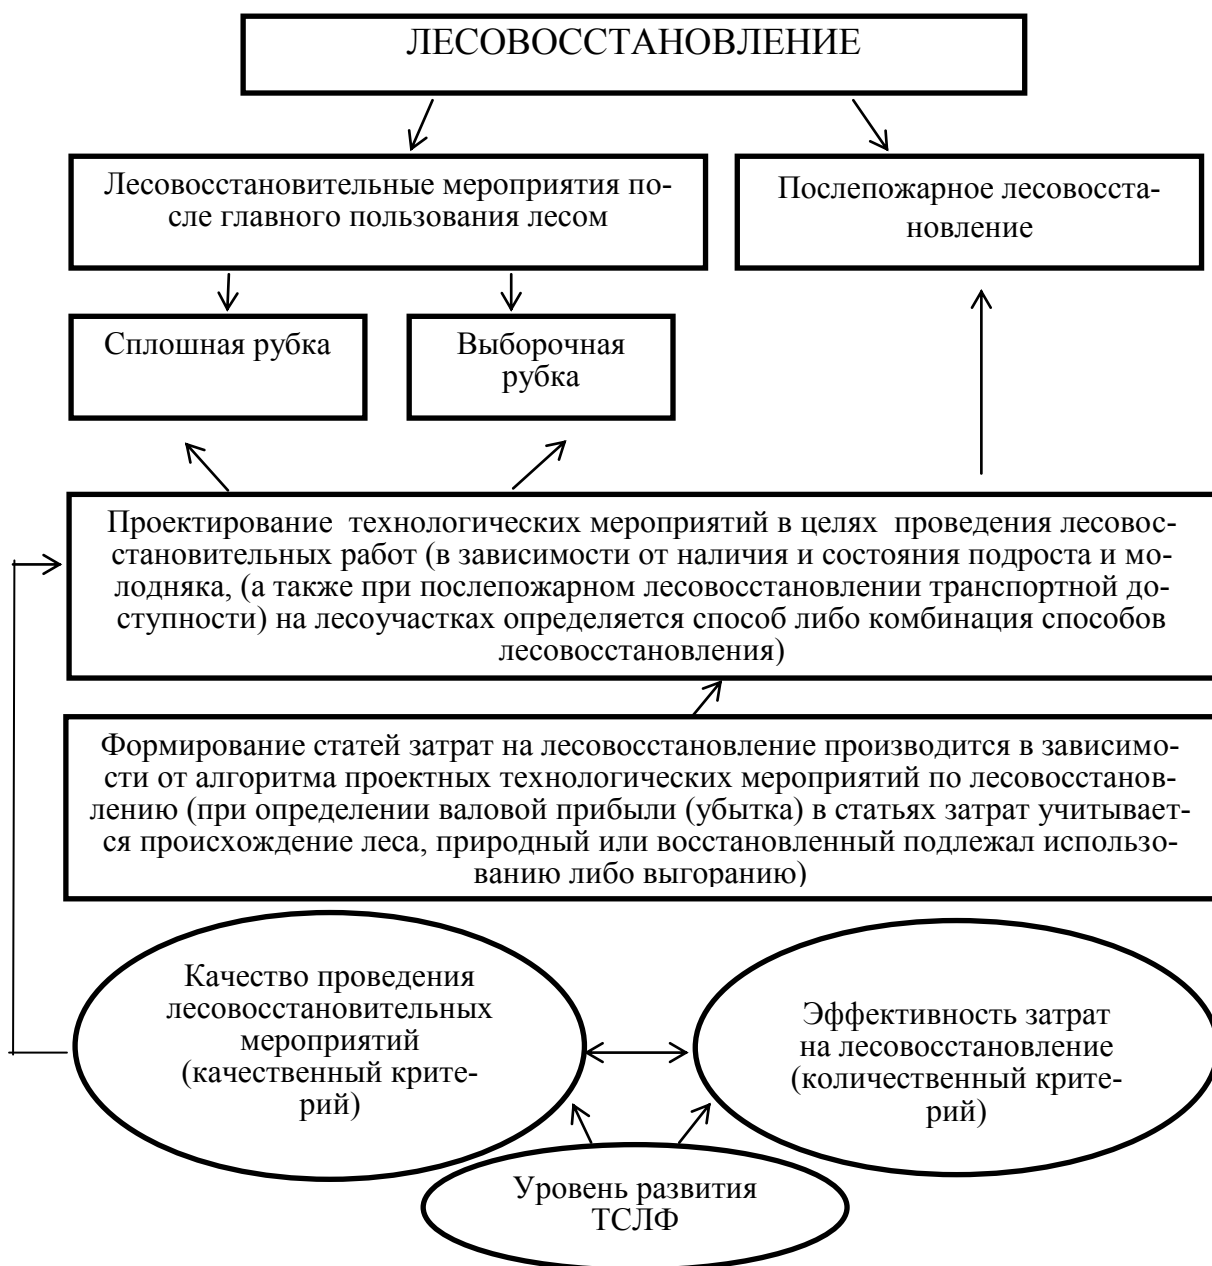 ЛЕСОВОССТАНОВЛЕНИЕ
Лесовосстановительные мероприятия по-
сле главного пользования лесом
Послепожарное лесовосста-
новление
Сплошная рубка
Выборочная
рубка
Проектирование технологических мероприятий в целях проведения лесовос-
становительных работ (в зависимости от наличия и состояния подроста и мо-
лодняка, (а также при послепожарном лесовосстановлении транспортной до-
ступности) на лесоучастках определяется способ либо комбинация способов
лесовосстановления)
Формирование статей затрат на лесовосстановление производится в зависимо-
сти от алгоритма проектных технологических мероприятий по лесовосстанов-
лению (при определении валовой прибыли (убытка) в статьях затрат учитывает-
ся происхождение леса, природный или восстановленный подлежал использо-
ванию либо выгоранию)
Качество проведения
лесовосстановительных
мероприятий
(качественный крите-
рий)
Эффективность затрат
на лесовосстановление
(количественный крите-
рий)
Уровень развития
ТСЛФ